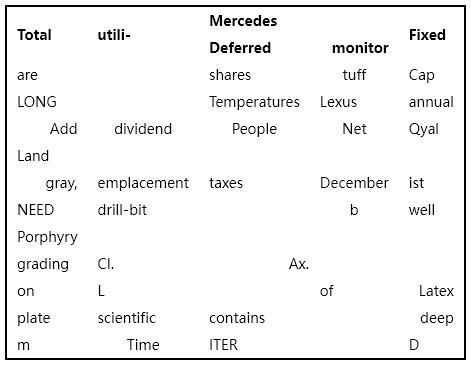 Total utili- Mercedes Deferred monitor Fixed
are shares tuff Cap
LONG Temperatures Lexus annual
Add dividend People Net Qyal
Land
gray, emplacement taxes December ist
NEED drill-bit b well
Porphyry
grading Cl. Ax.
on L of Latex
plate scientific contains deep
m Time ITER D